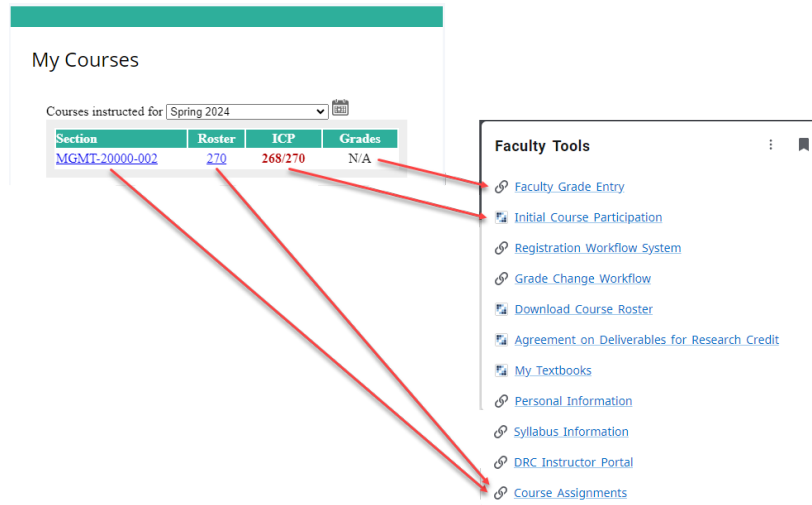 My Courses
Courses instructed for Spring 2024
Section Roster ICP Grades
MGMT-20000-002 270 268/270 N/A
Faculty Tools
Faculty Grade Entry
Initial Course Participation
Registration Workflow System
Grade Change Workflow
Download Course Roster
Agreement on Deliverables for Research Credit
My Textbooks
Personal Information
Syllabus Information
DRC Instructor Portal
Course Assignments